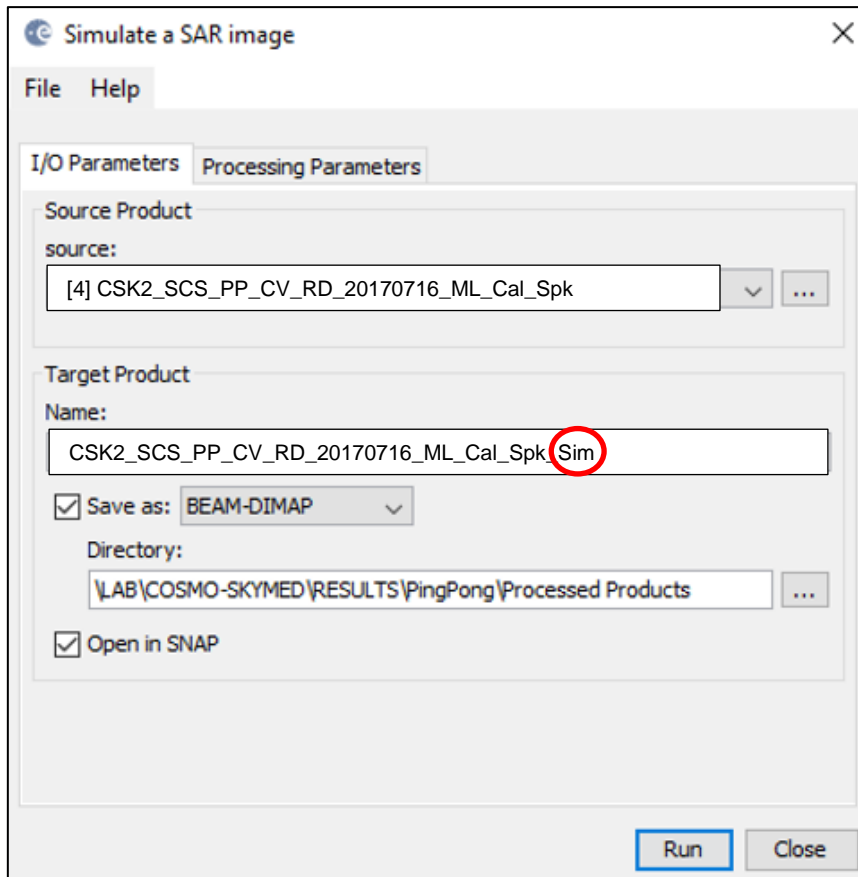 Simulate a SAR image
File Help
I/O Parameters Processing Parameters
Source Product
source:
[4] CSK2_SCS_PP_CV_RD_20170716_ML_Cal_Spk
...
Target Product
Name:
CSK2_SCS_PP_CV_RD_20170716_ML_Cal_Spk_Sim
Save as: BEAM-DIMAP
Directory:
\LAB\COSMO-SKYMED\RESULTS\PingPong\Processed Products
...
Open in SNAP
Run Close